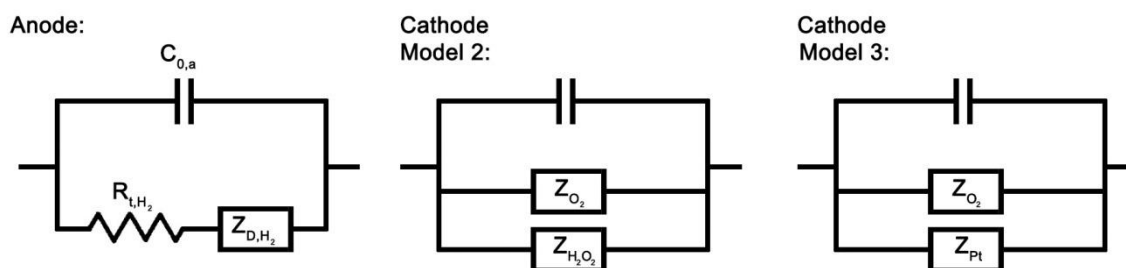 Anode:
C0,a
Rt,H2
ZD,H2
Cathode
Model 2:
ZO2
ZH2O2
Cathode
Model 3:
ZO2
ZPt